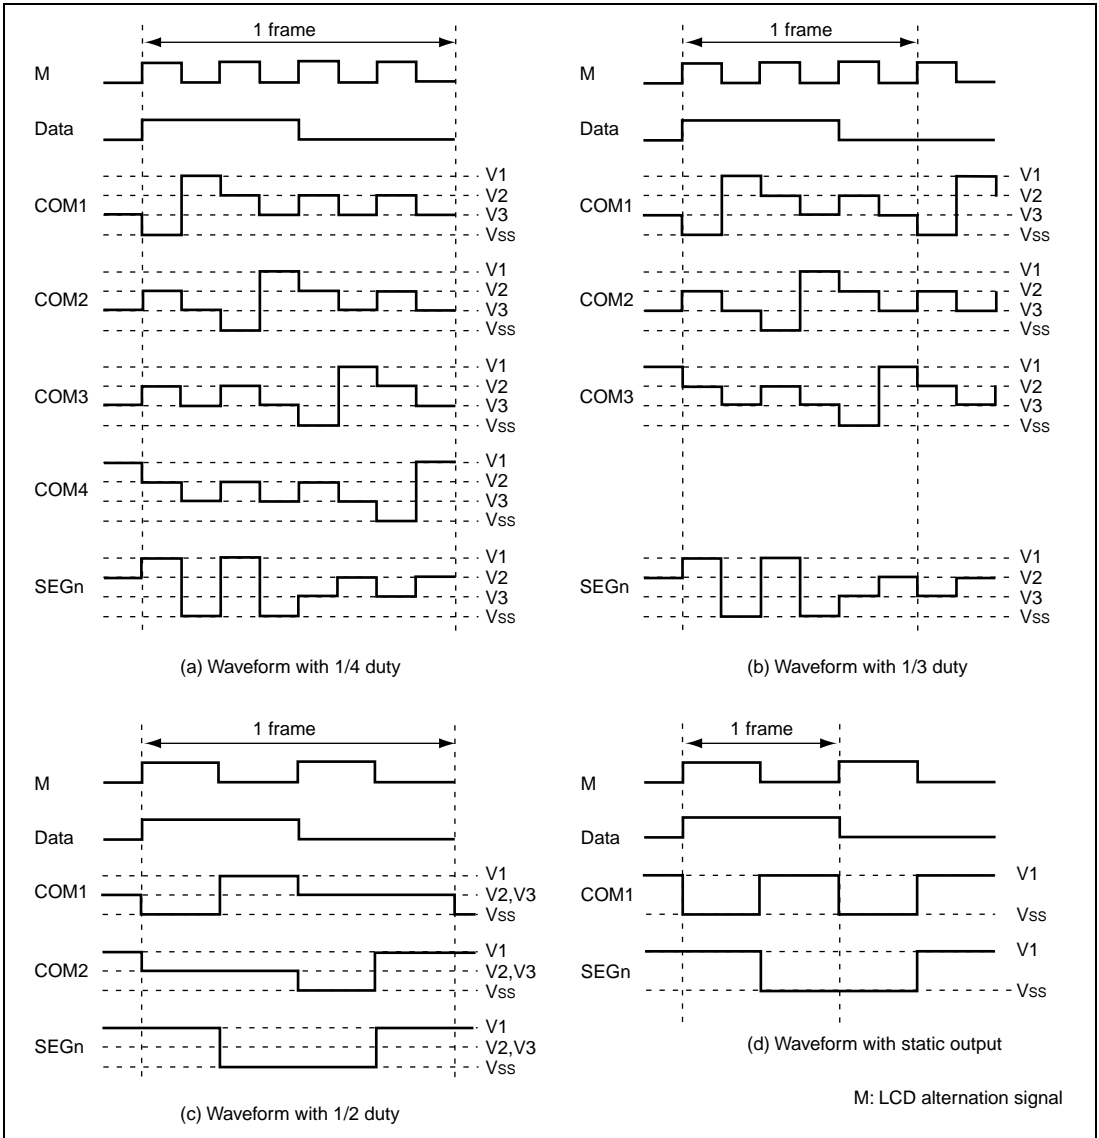 1 frame
M
Data
COM1
V1
V2
V3
Vss
COM2
V1
V2
V3
Vss
COM3
V1
V2
V3
Vss
COM4
V1
V2
V3
Vss
SEGn
V1
V2
V3
Vss
(a) Waveform with 1/4 duty
1 frame
M
Data
COM1
V1
V2
V3
Vss
COM2
V1
V2
V3
Vss
COM3
V1
V2
V3
Vss
SEGn
V1
V2
V3
Vss
(b) Waveform with 1/3 duty
1 frame
M
Data
COM1
V1
V2,V3
Vss
COM2
V1
V2,V3
Vss
SEGn
V1
V2,V3
Vss
(c) Waveform with 1/2 duty
1 frame
M
Data
COM1
V1
Vss
SEGn
V1
Vss
(d) Waveform with static output
M: LCD alternation signal